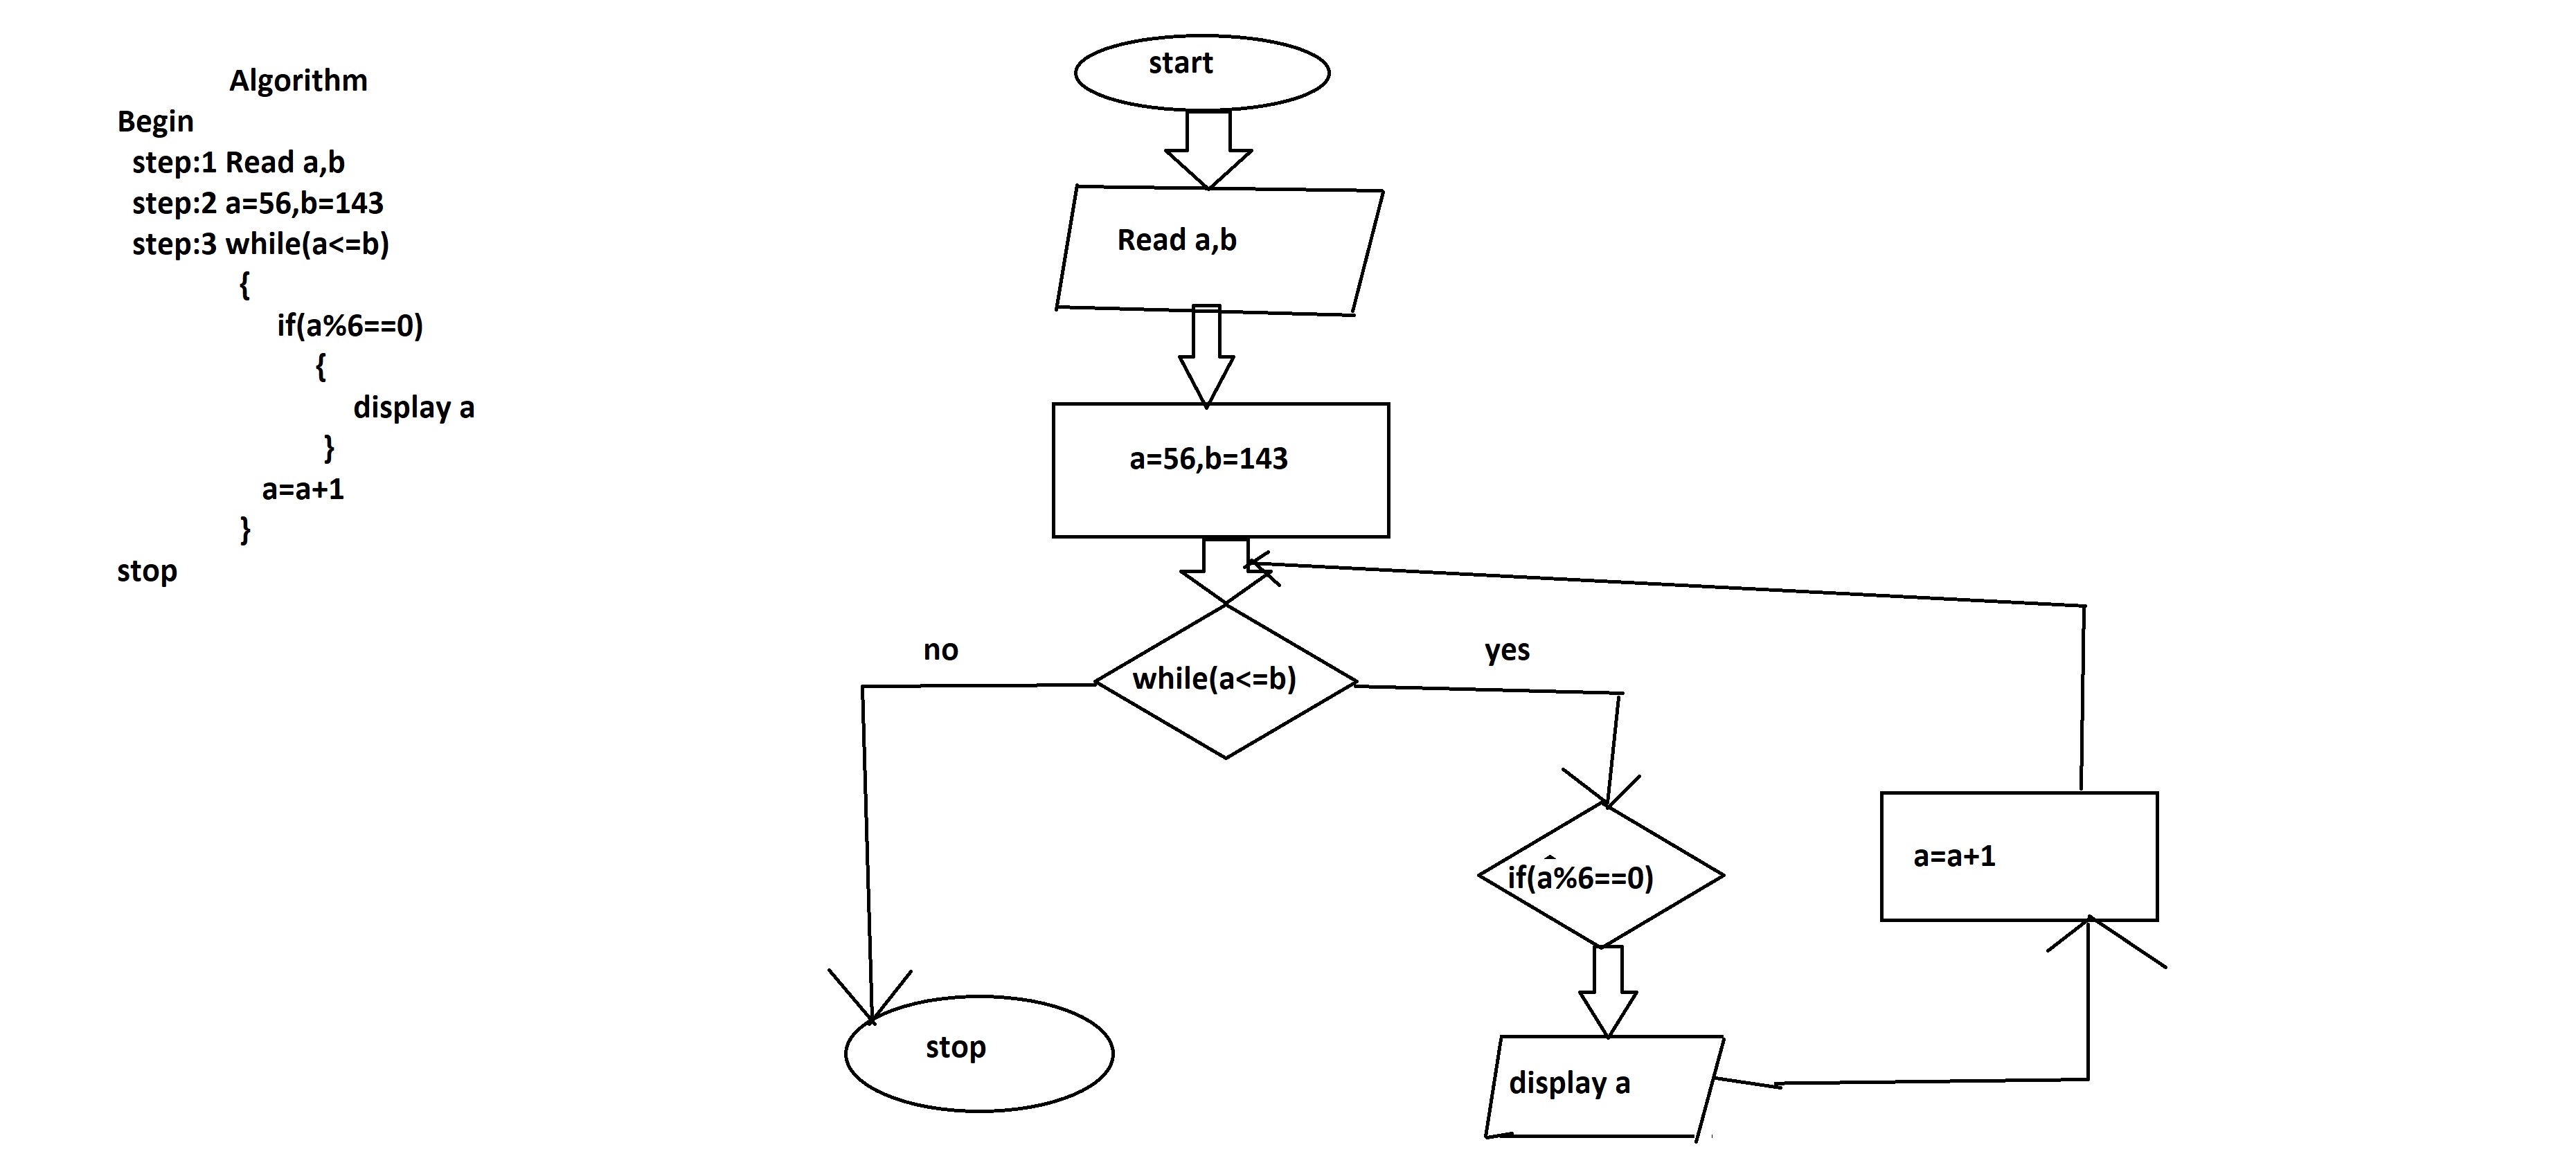 Algorithm
Begin
step:1 Read a,b
step:2 a=56,b=143
step:3 while(a<=b)
{
if(a%6==0)
{
display a
}
a=a+1
}
stop
start
Read a,b
a=56,b=143
no
while(a<=b)
yes
if(a%6==0)
a=a+1
display a
stop